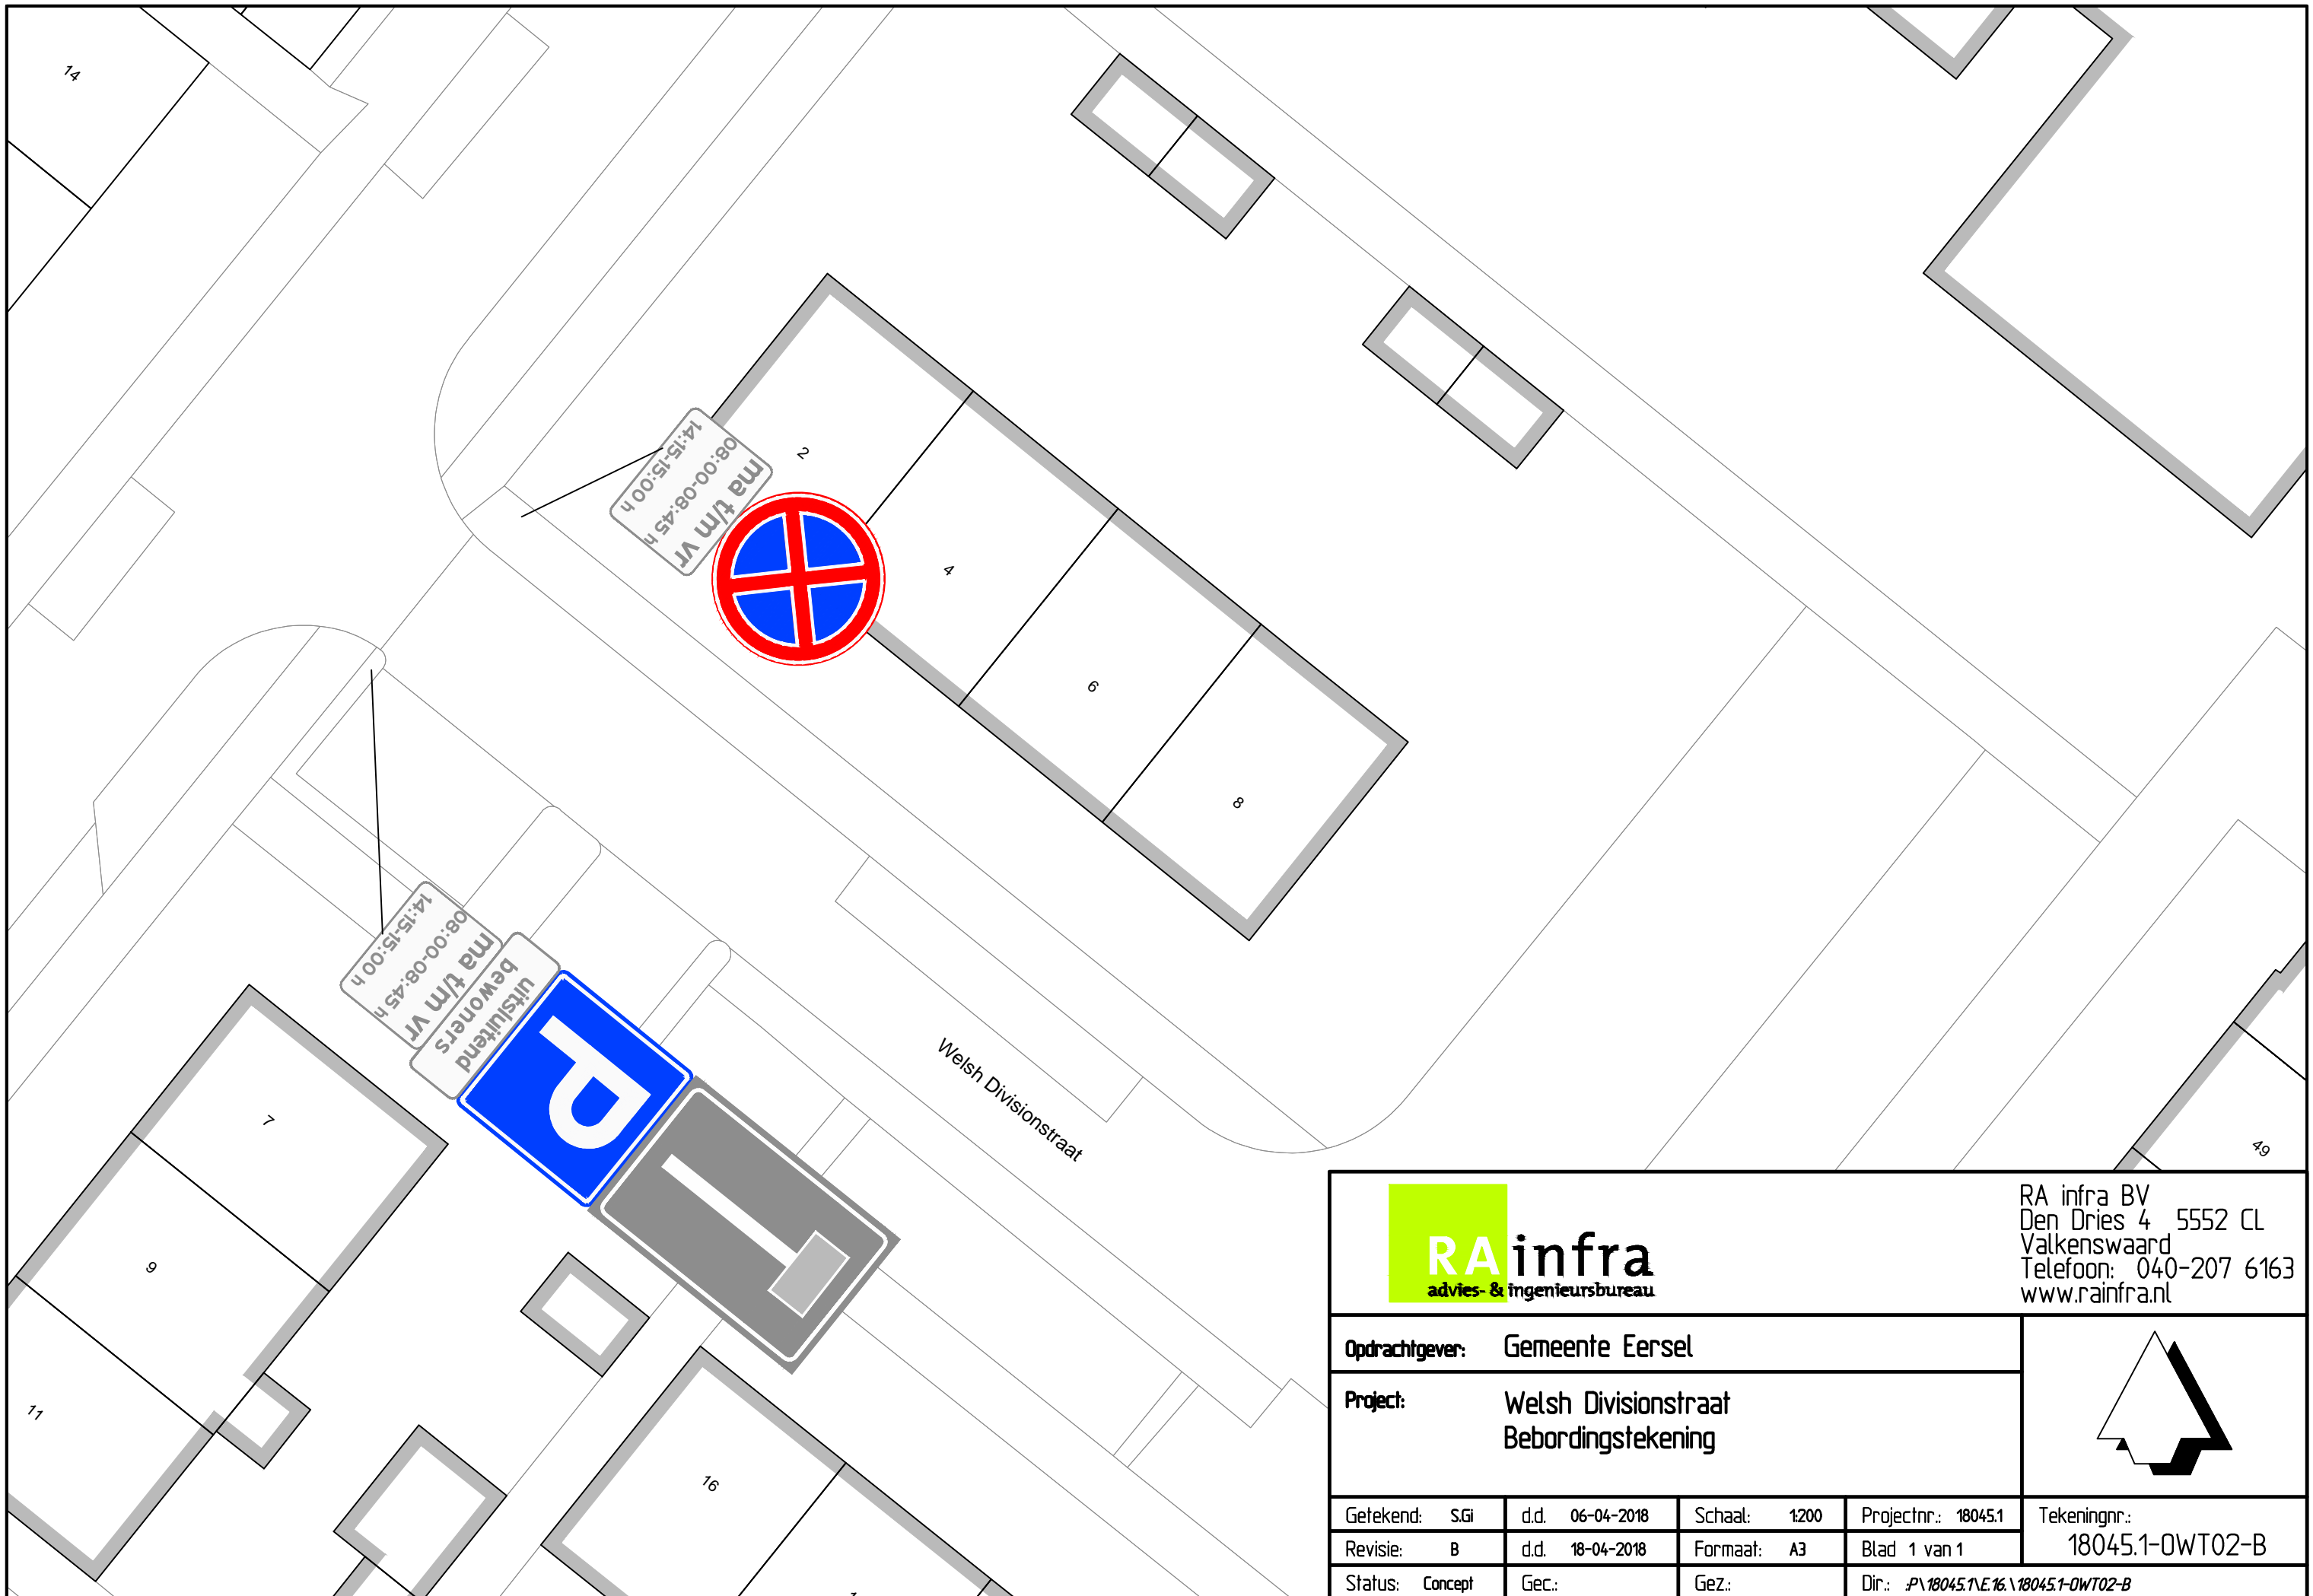 14
2
4
6
8
14:15-15:00 h
08:00-08:45 h
ma t/m vr
14:15-15:00 h
08:00-08:45 h
ma t/m vr
uitsluitend
bewoners
P
Welsh Divisionstraat
7
9
11
16
49
RA infra
advies- & ingenieursbureau
RA infra BV
Den Dries 4 5552 CL
Valkenswaard
Telefoon: 040-207 6163
www.rainfra.nl
Opdrachtgever: Gemeente Eersel
Project: Welsh Divisionstraat
Bebordingstekening
Getekend: S.Gi d.d. 06-04-2018 Schaal: 1:200 Projectnr.: 18045.1 Tekeningnr.:
18045.1-OWT02-B
Revisie: B d.d. 18-04-2018 Formaat: A3 Blad 1 van 1
Status: Concept Gec.: Gez.: Dir.: :P\18045.1\E.16.\18045.1-OWT02-B